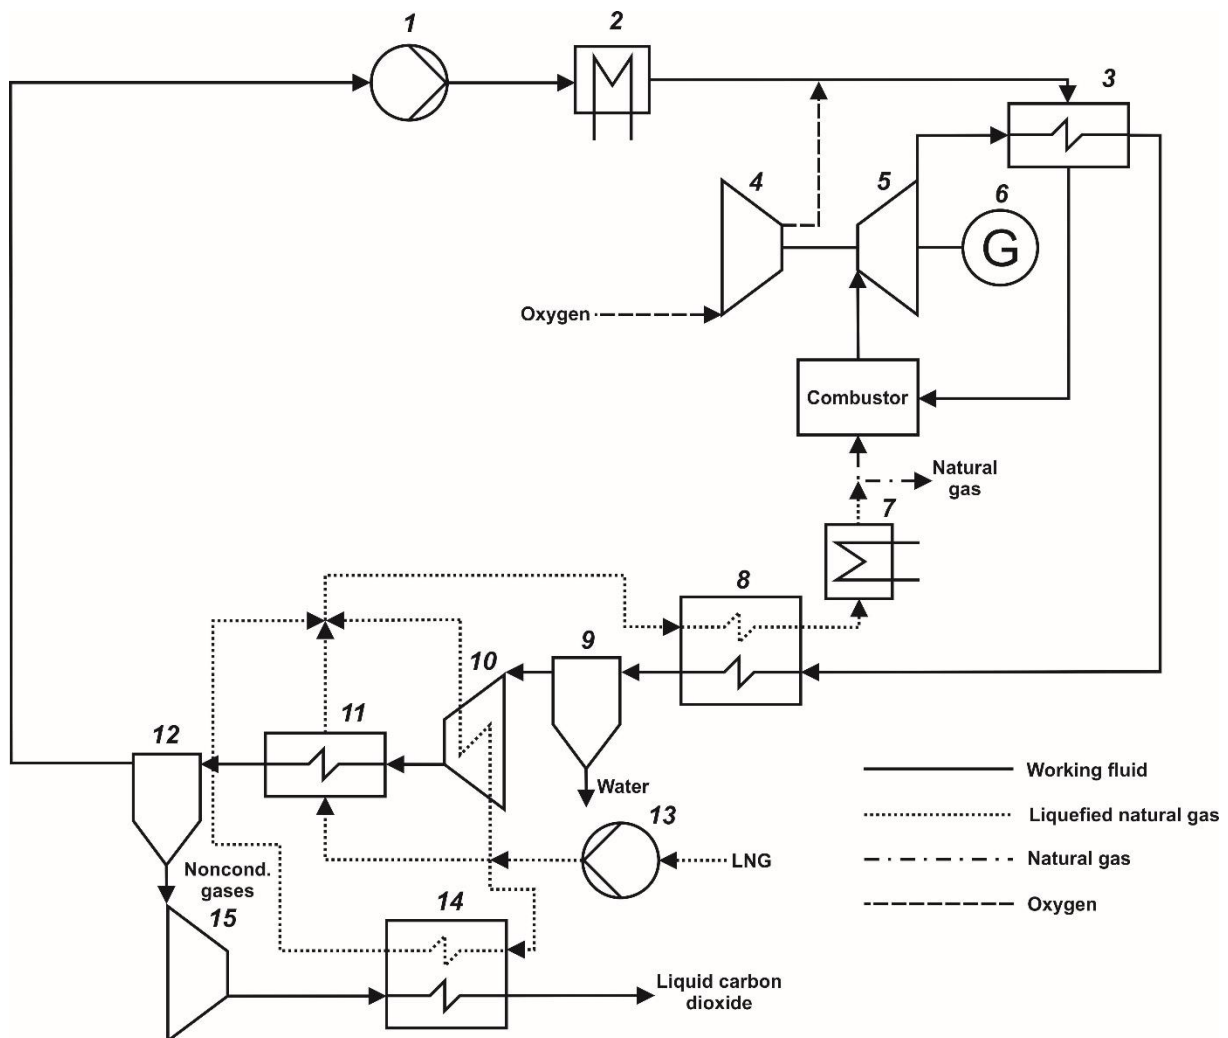 1
2
3
4
5
6
G
Oxygen
Combustor
Natural
gas
7
8
9
10
11
12
Water
13
LNG
Noncond.
gases
14
15
Liquid carbon
dioxide
Working fluid
Liquefied natural gas
Natural gas
Oxygen